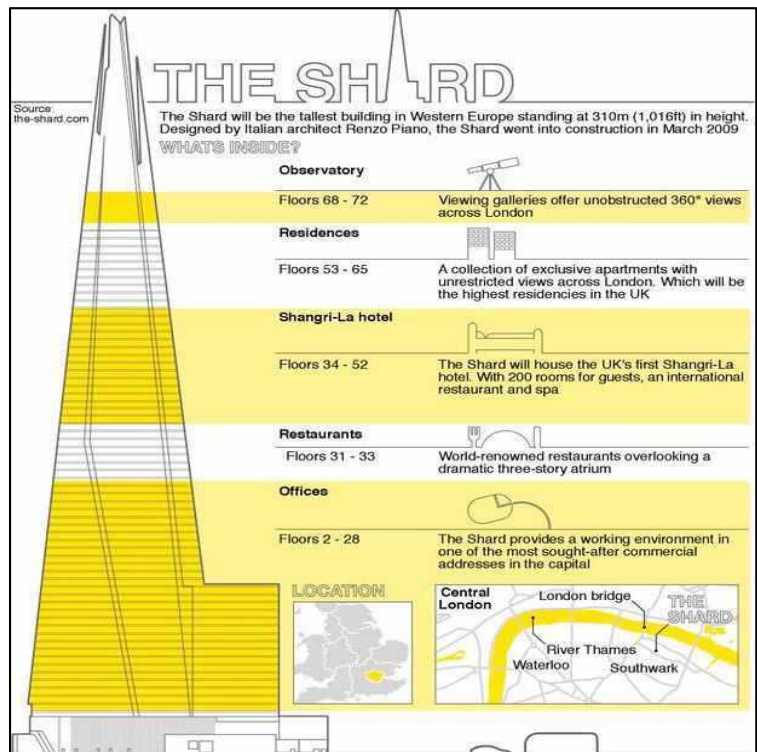 THE SHARD
Source:
the-shard.com
The Shard will be the tallest building in Western Europe standing at 310m (1,016ft) in height.
Designed by Italian architect Renzo Piano, the Shard went into construction in March 2009
WHATS INSIDE?
Observatory
Floors 68 - 72
Viewing galleries offer unobstructed 360° views
across London
Residences
Floors 53 - 65
A collection of exclusive apartments with
unrestricted views across London. Which will be
the highest residencies in the UK
Shangri-La hotel
Floors 34 - 52
The Shard will house the UK's first Shangri-La
hotel. With 200 rooms for guests, an international
restaurant and spa
Restaurants
Floors 31 - 33
World-renowned restaurants overlooking a
dramatic three-story atrium
Offices
Floors 2 - 28
The Shard provides a working environment in
one of the most sought-after commercial
addresses in the capital
LOCATION
Central
London
London bridge
THE
SHARD
River Thames
Waterloo
Southwark